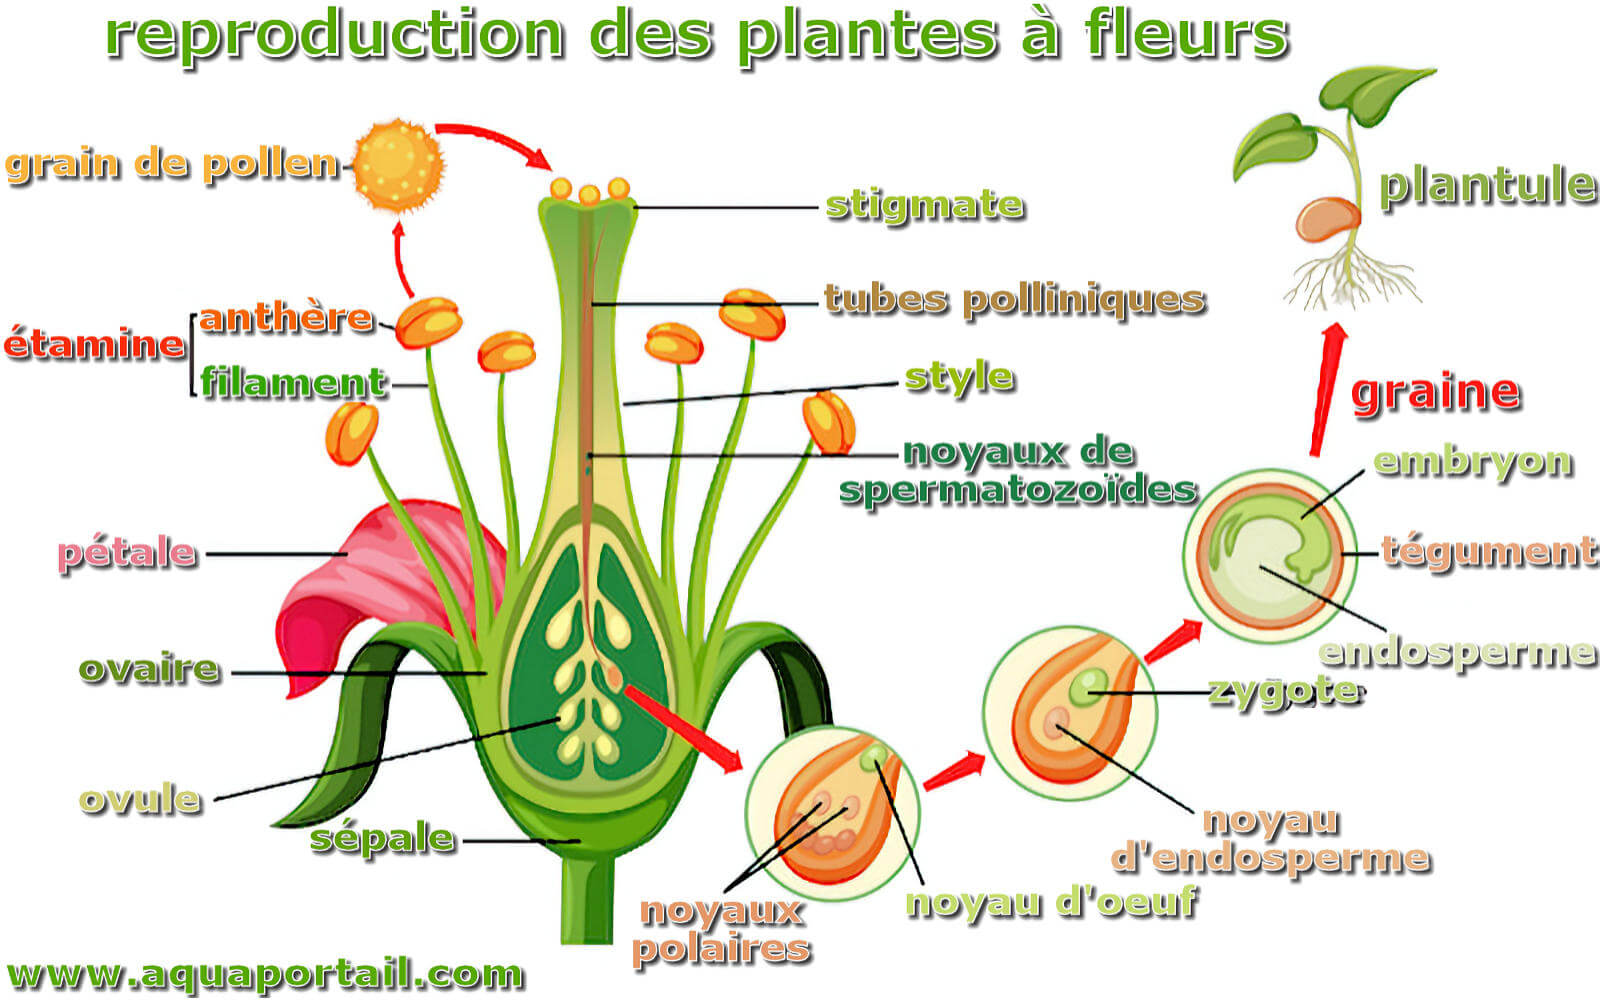 reproduction des plantes à fleurs
grain de pollen
stigmate
plantule
étamine
anthère
filament
tubes polliniques
style
graine
noyaux de
spermatozoïdes
embryon
pétale
tégument
ovaire
endosperme
zygote
ovule
sépale
noyau
d'endosperme
noyaux
polaires
noyau d'oeuf
www.aquaportail.com